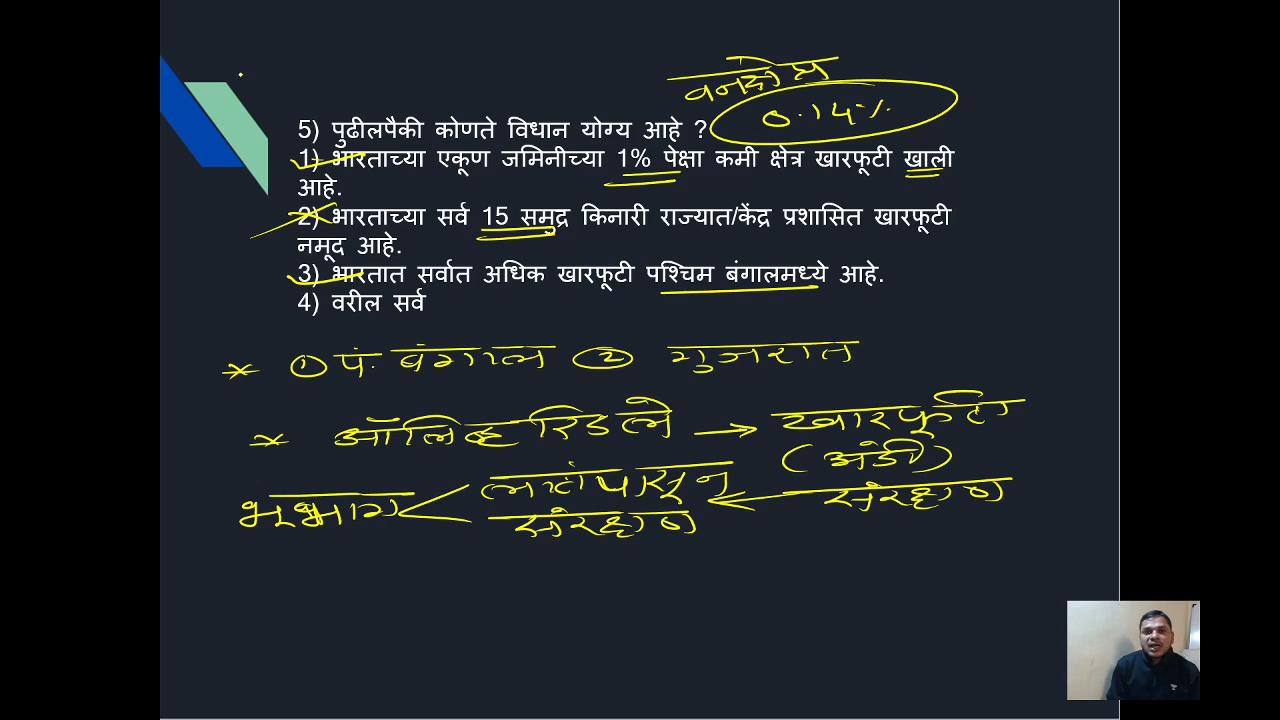 वनक्षेत्र
0.14%
5) पुढीलपैकी कोणते विधान योग्य आहे ?
1) भारताच्या एकूण जमिनीच्या 1% पेक्षा कमी क्षेत्र खारफूटी खाली
आहे.
2) भारताच्या सर्व 15 समुद्र किनारी राज्यात/केंद्र प्रशासित खारफूटी
नमूद आहे.
3) भारतात सर्वात अधिक खारफूटी पश्चिम बंगालमध्ये आहे.
4) वरील सर्व
* ① पं. बंगाल ② गुजरात
* ऑलिव्ह रिडले → खारफूटी
(अंडी)
भूभाग < लाटांपासून ← संरक्षण
संरक्षण